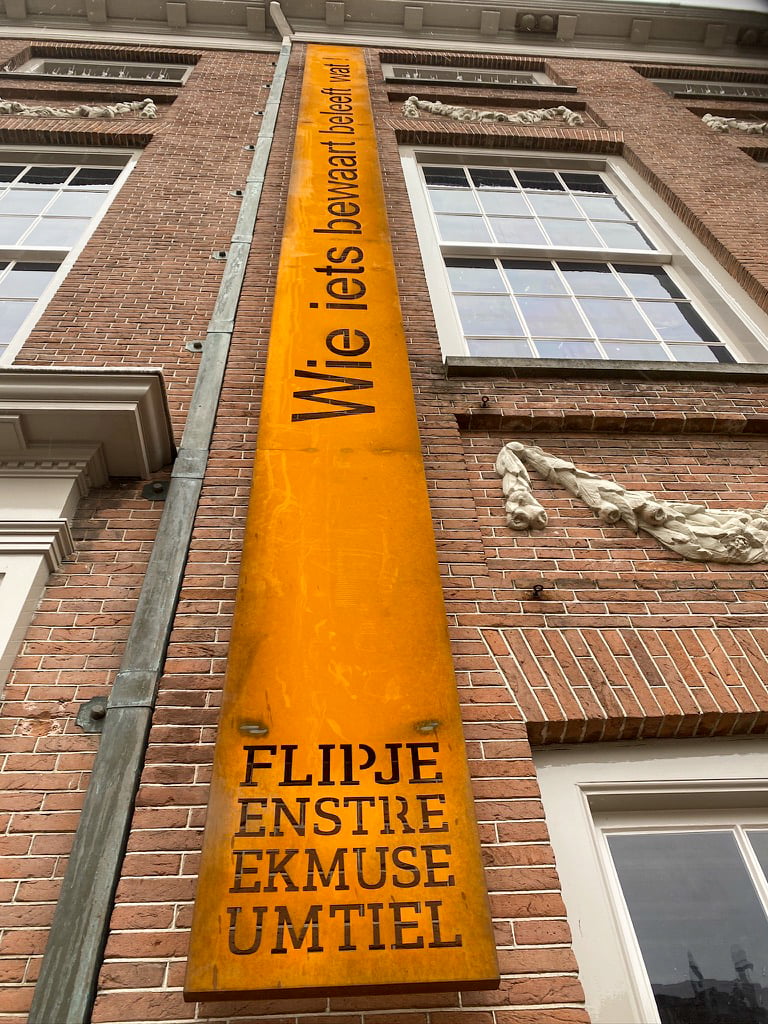 Wie iets bewaart beleeft wat !
FLIPJE
ENSTRE
EKMUSE
UMTIEL